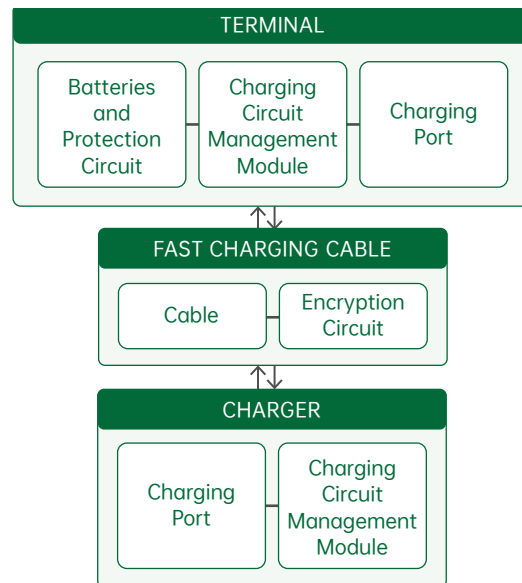 TERMINAL
Batteries
and
Protection
Circuit
Charging
Circuit
Management
Module
Charging
Port
FAST CHARGING CABLE
Cable
Encryption
Circuit
CHARGER
Charging
Port
Charging
Circuit
Management
Module